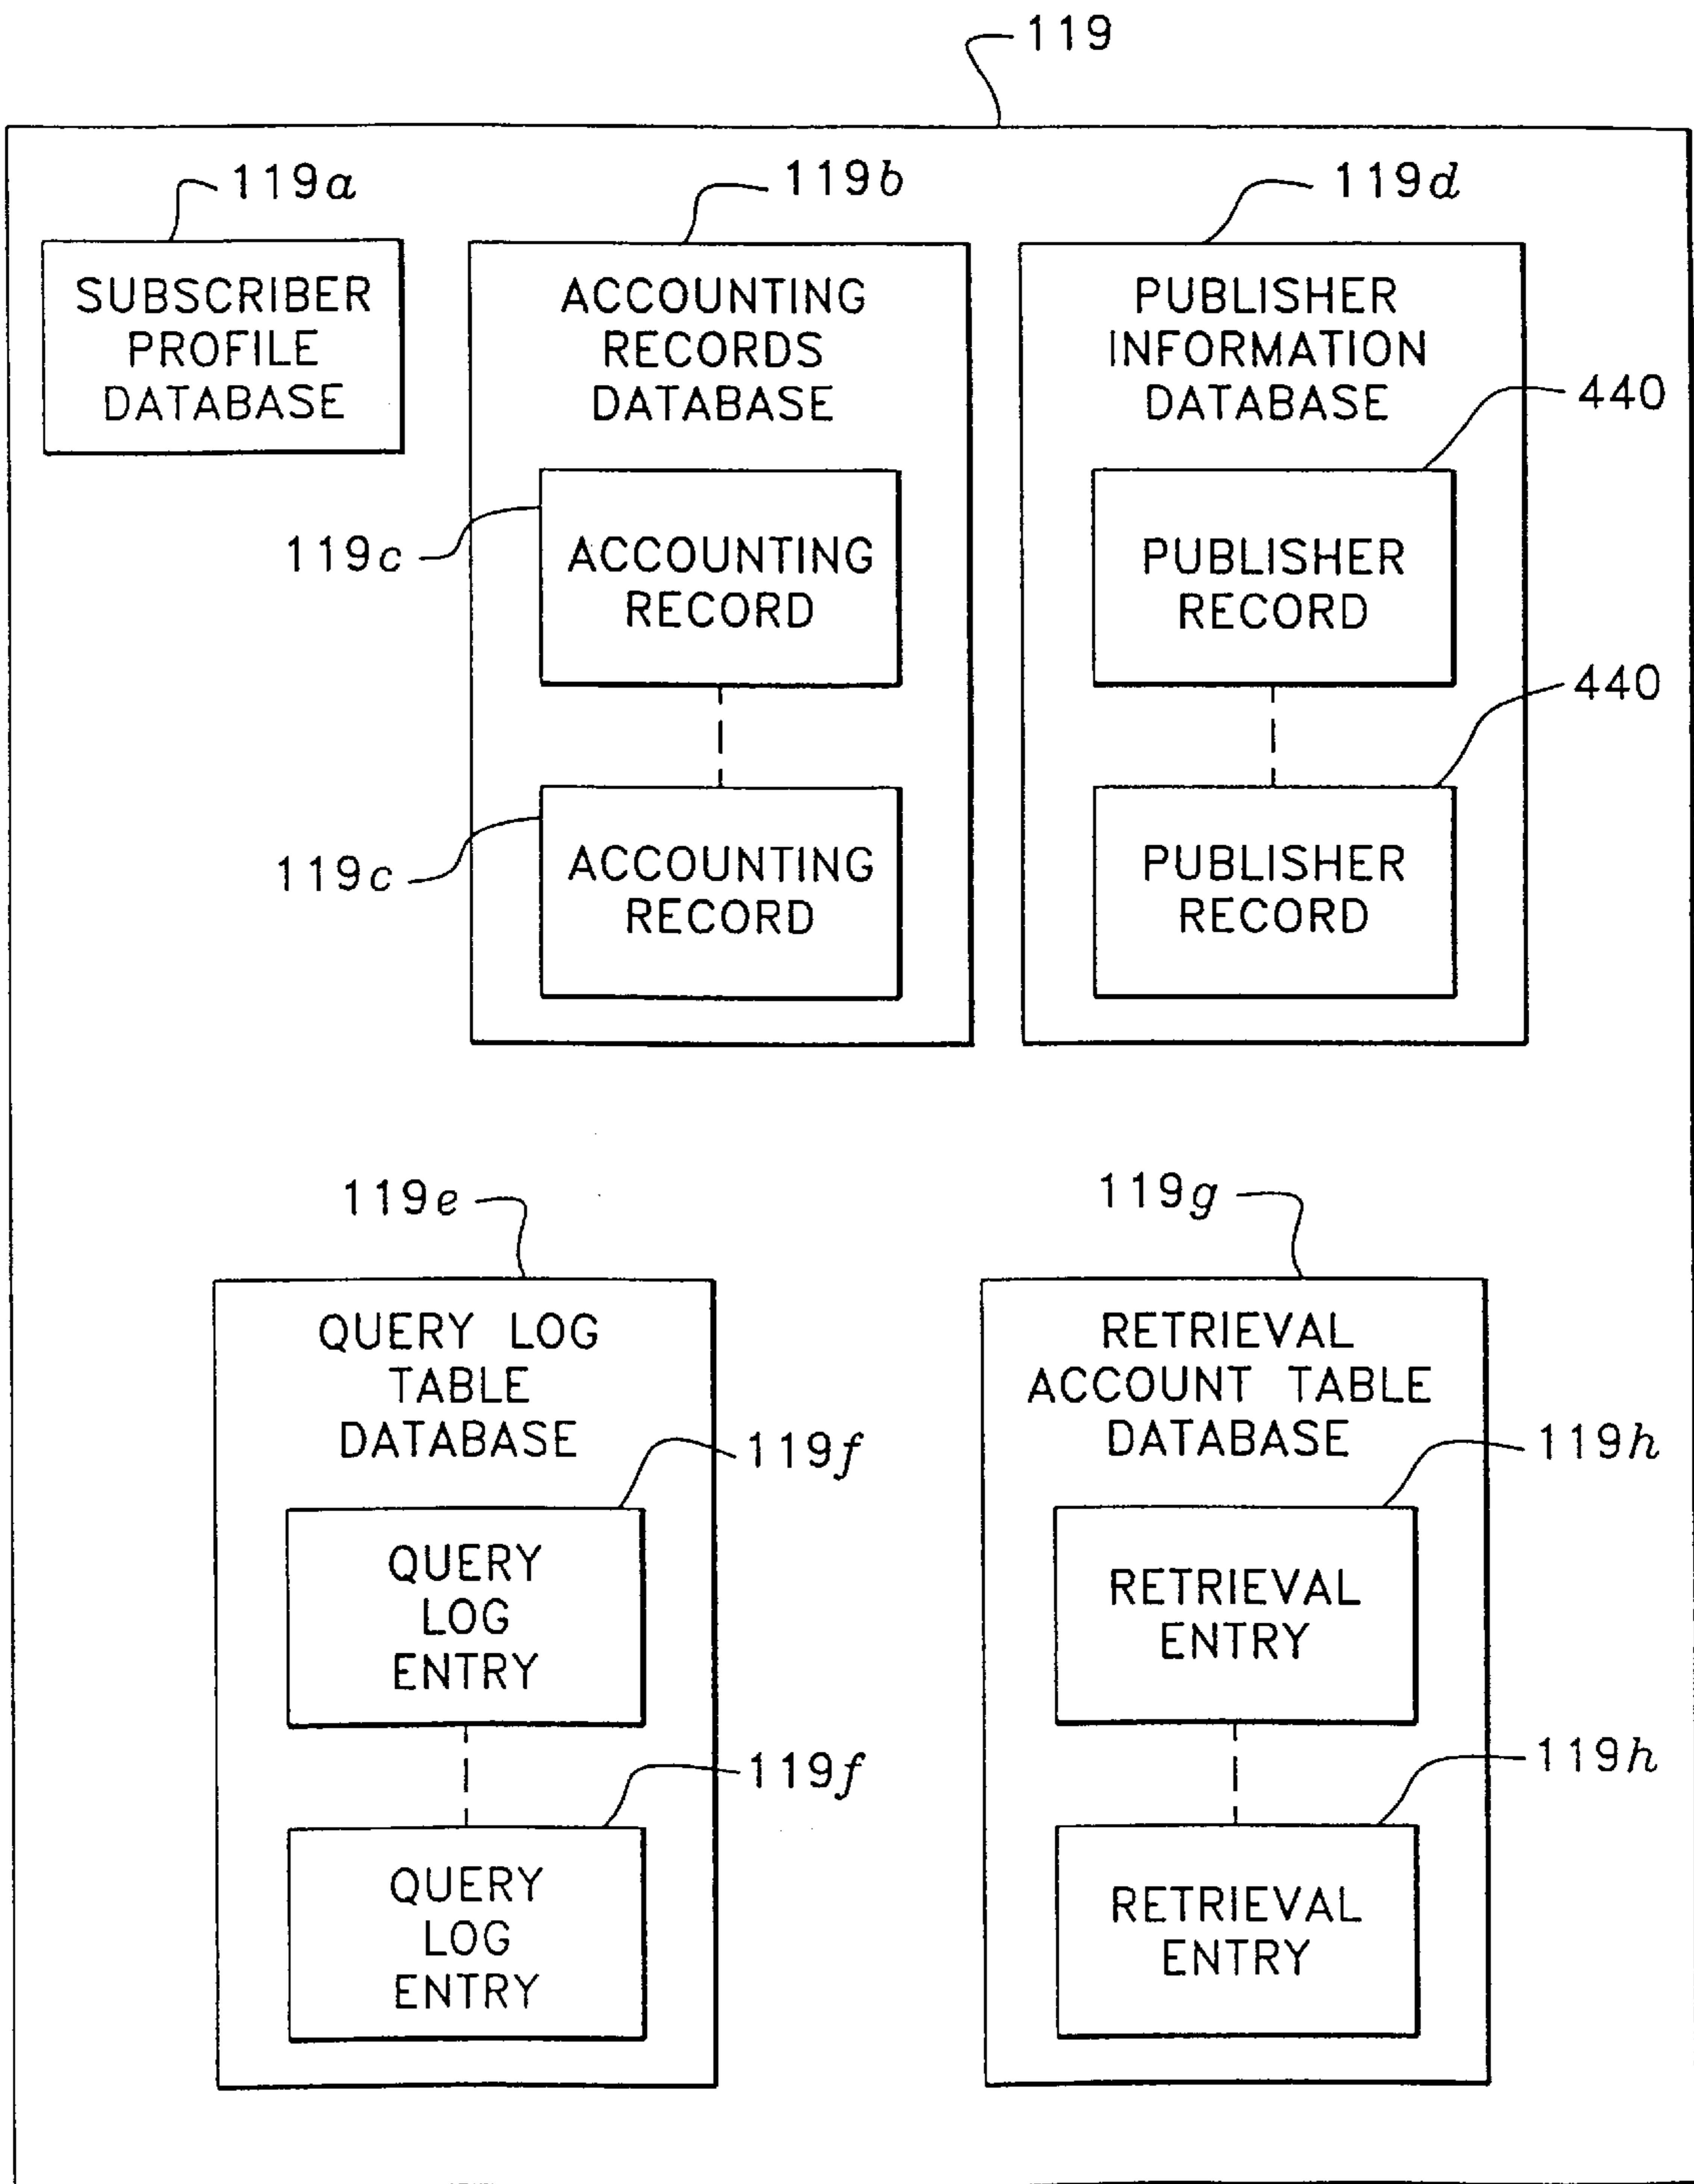 119
119a
SUBSCRIBER
PROFILE
DATABASE
119b
ACCOUNTING
RECORDS
DATABASE
119c
ACCOUNTING
RECORD
119c
ACCOUNTING
RECORD
119d
PUBLISHER
INFORMATION
DATABASE
440
PUBLISHER
RECORD
440
PUBLISHER
RECORD
119e
QUERY LOG
TABLE
DATABASE
119f
QUERY
LOG
ENTRY
119f
QUERY
LOG
ENTRY
119g
RETRIEVAL
ACCOUNT TABLE
DATABASE
119h
RETRIEVAL
ENTRY
119h
RETRIEVAL
ENTRY